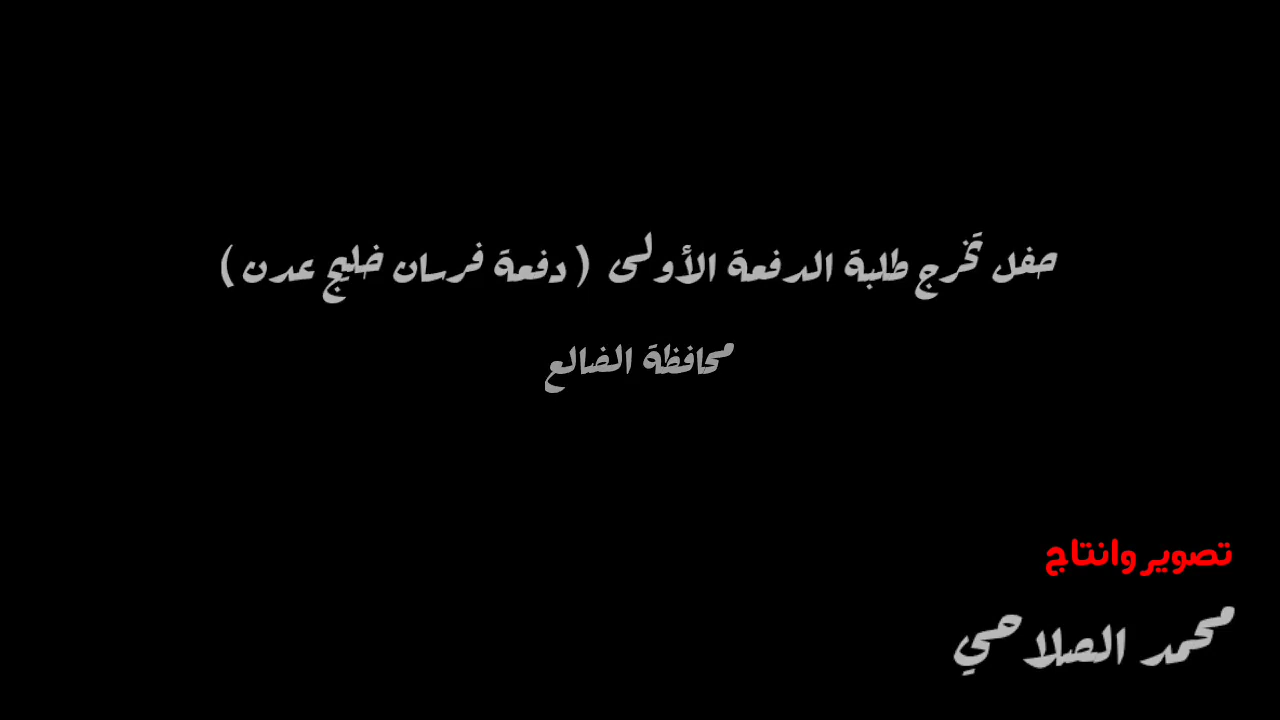 حفل تخرج طلبة الدفعة الأولى ( دفعة فرسان خليج عدن )
محافظة الضالع
تصوير وانتاج
محمد الصلاحي